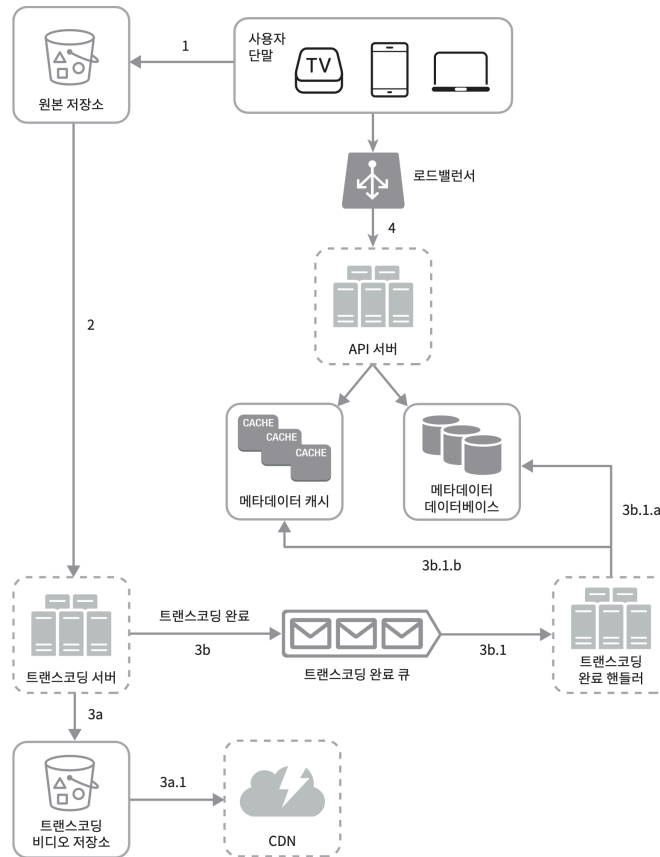 사용자
단말
TV
1
원본 저장소
로드밸런서
4
API 서버
2
CACHE
CACHE
CACHE
메타데이터 캐시
메타데이터
데이터베이스
3b.1.a
3b.1.b
트랜스코딩 서버
트랜스코딩 완료
3b
트랜스코딩 완료 큐
3b.1
트랜스코딩
완료 핸들러
3a
트랜스코딩
비디오 저장소
3a.1
CDN